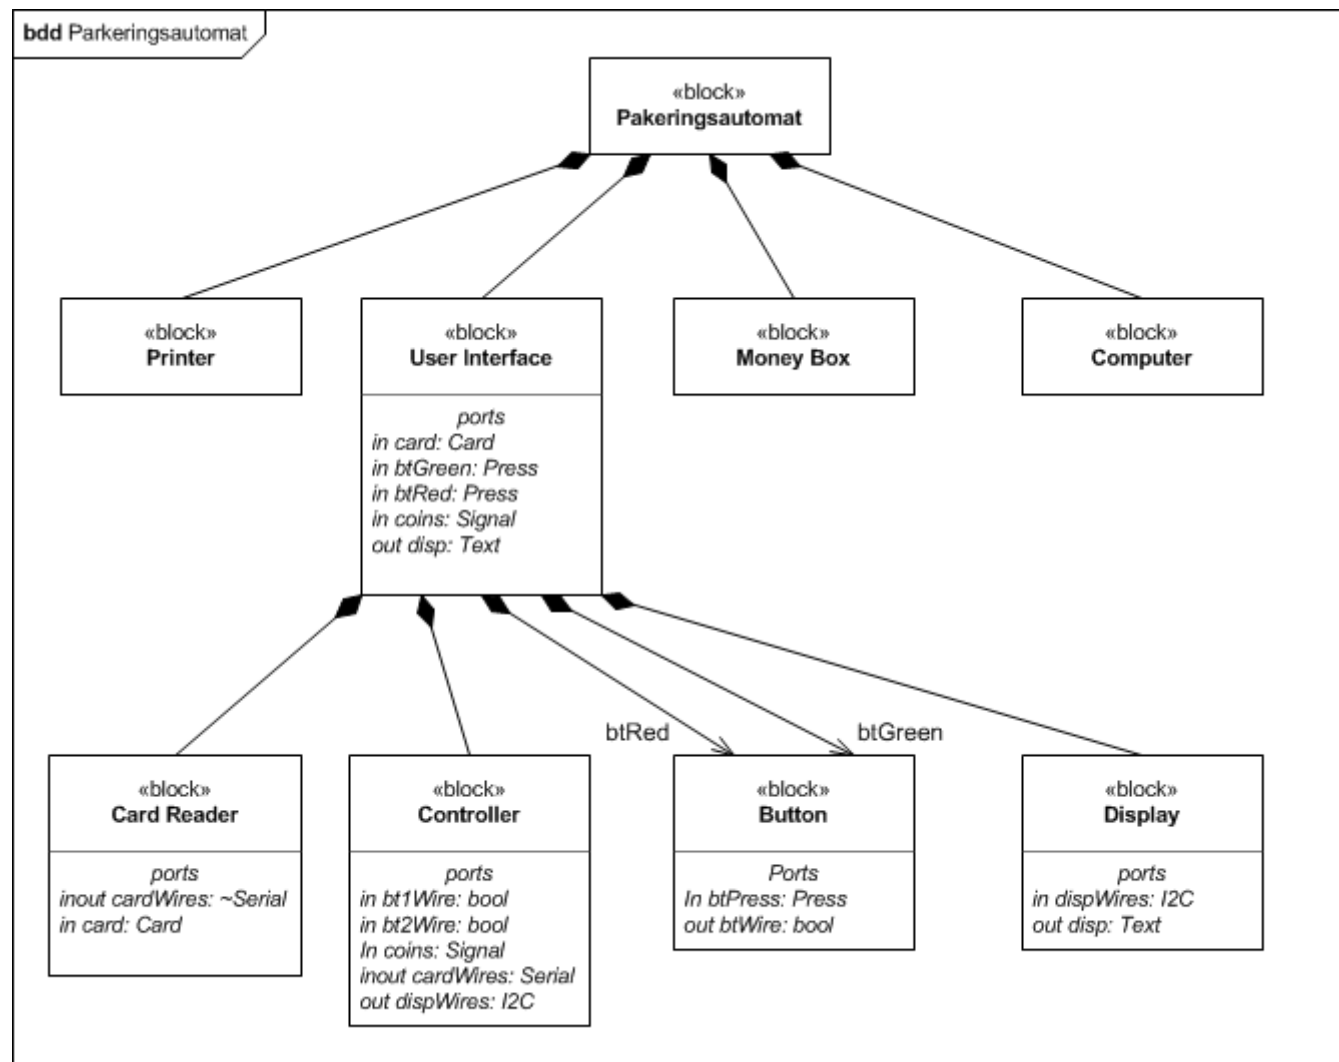 bdd Parkeringsautomat
«block»
Pakeringsautomat
«block»
Printer
«block»
User Interface
ports
in card: Card
in btGreen: Press
in btRed: Press
in coins: Signal
out disp: Text
«block»
Money Box
«block»
Computer
btRed
btGreen
«block»
Card Reader
ports
inout cardWires: ~Serial
in card: Card
«block»
Controller
ports
in bt1Wire: bool
in bt2Wire: bool
In coins: Signal
inout cardWires: Serial
out dispWires: I2C
«block»
Button
Ports
In btPress: Press
out btWire: bool
«block»
Display
ports
in dispWires: I2C
out disp: Text